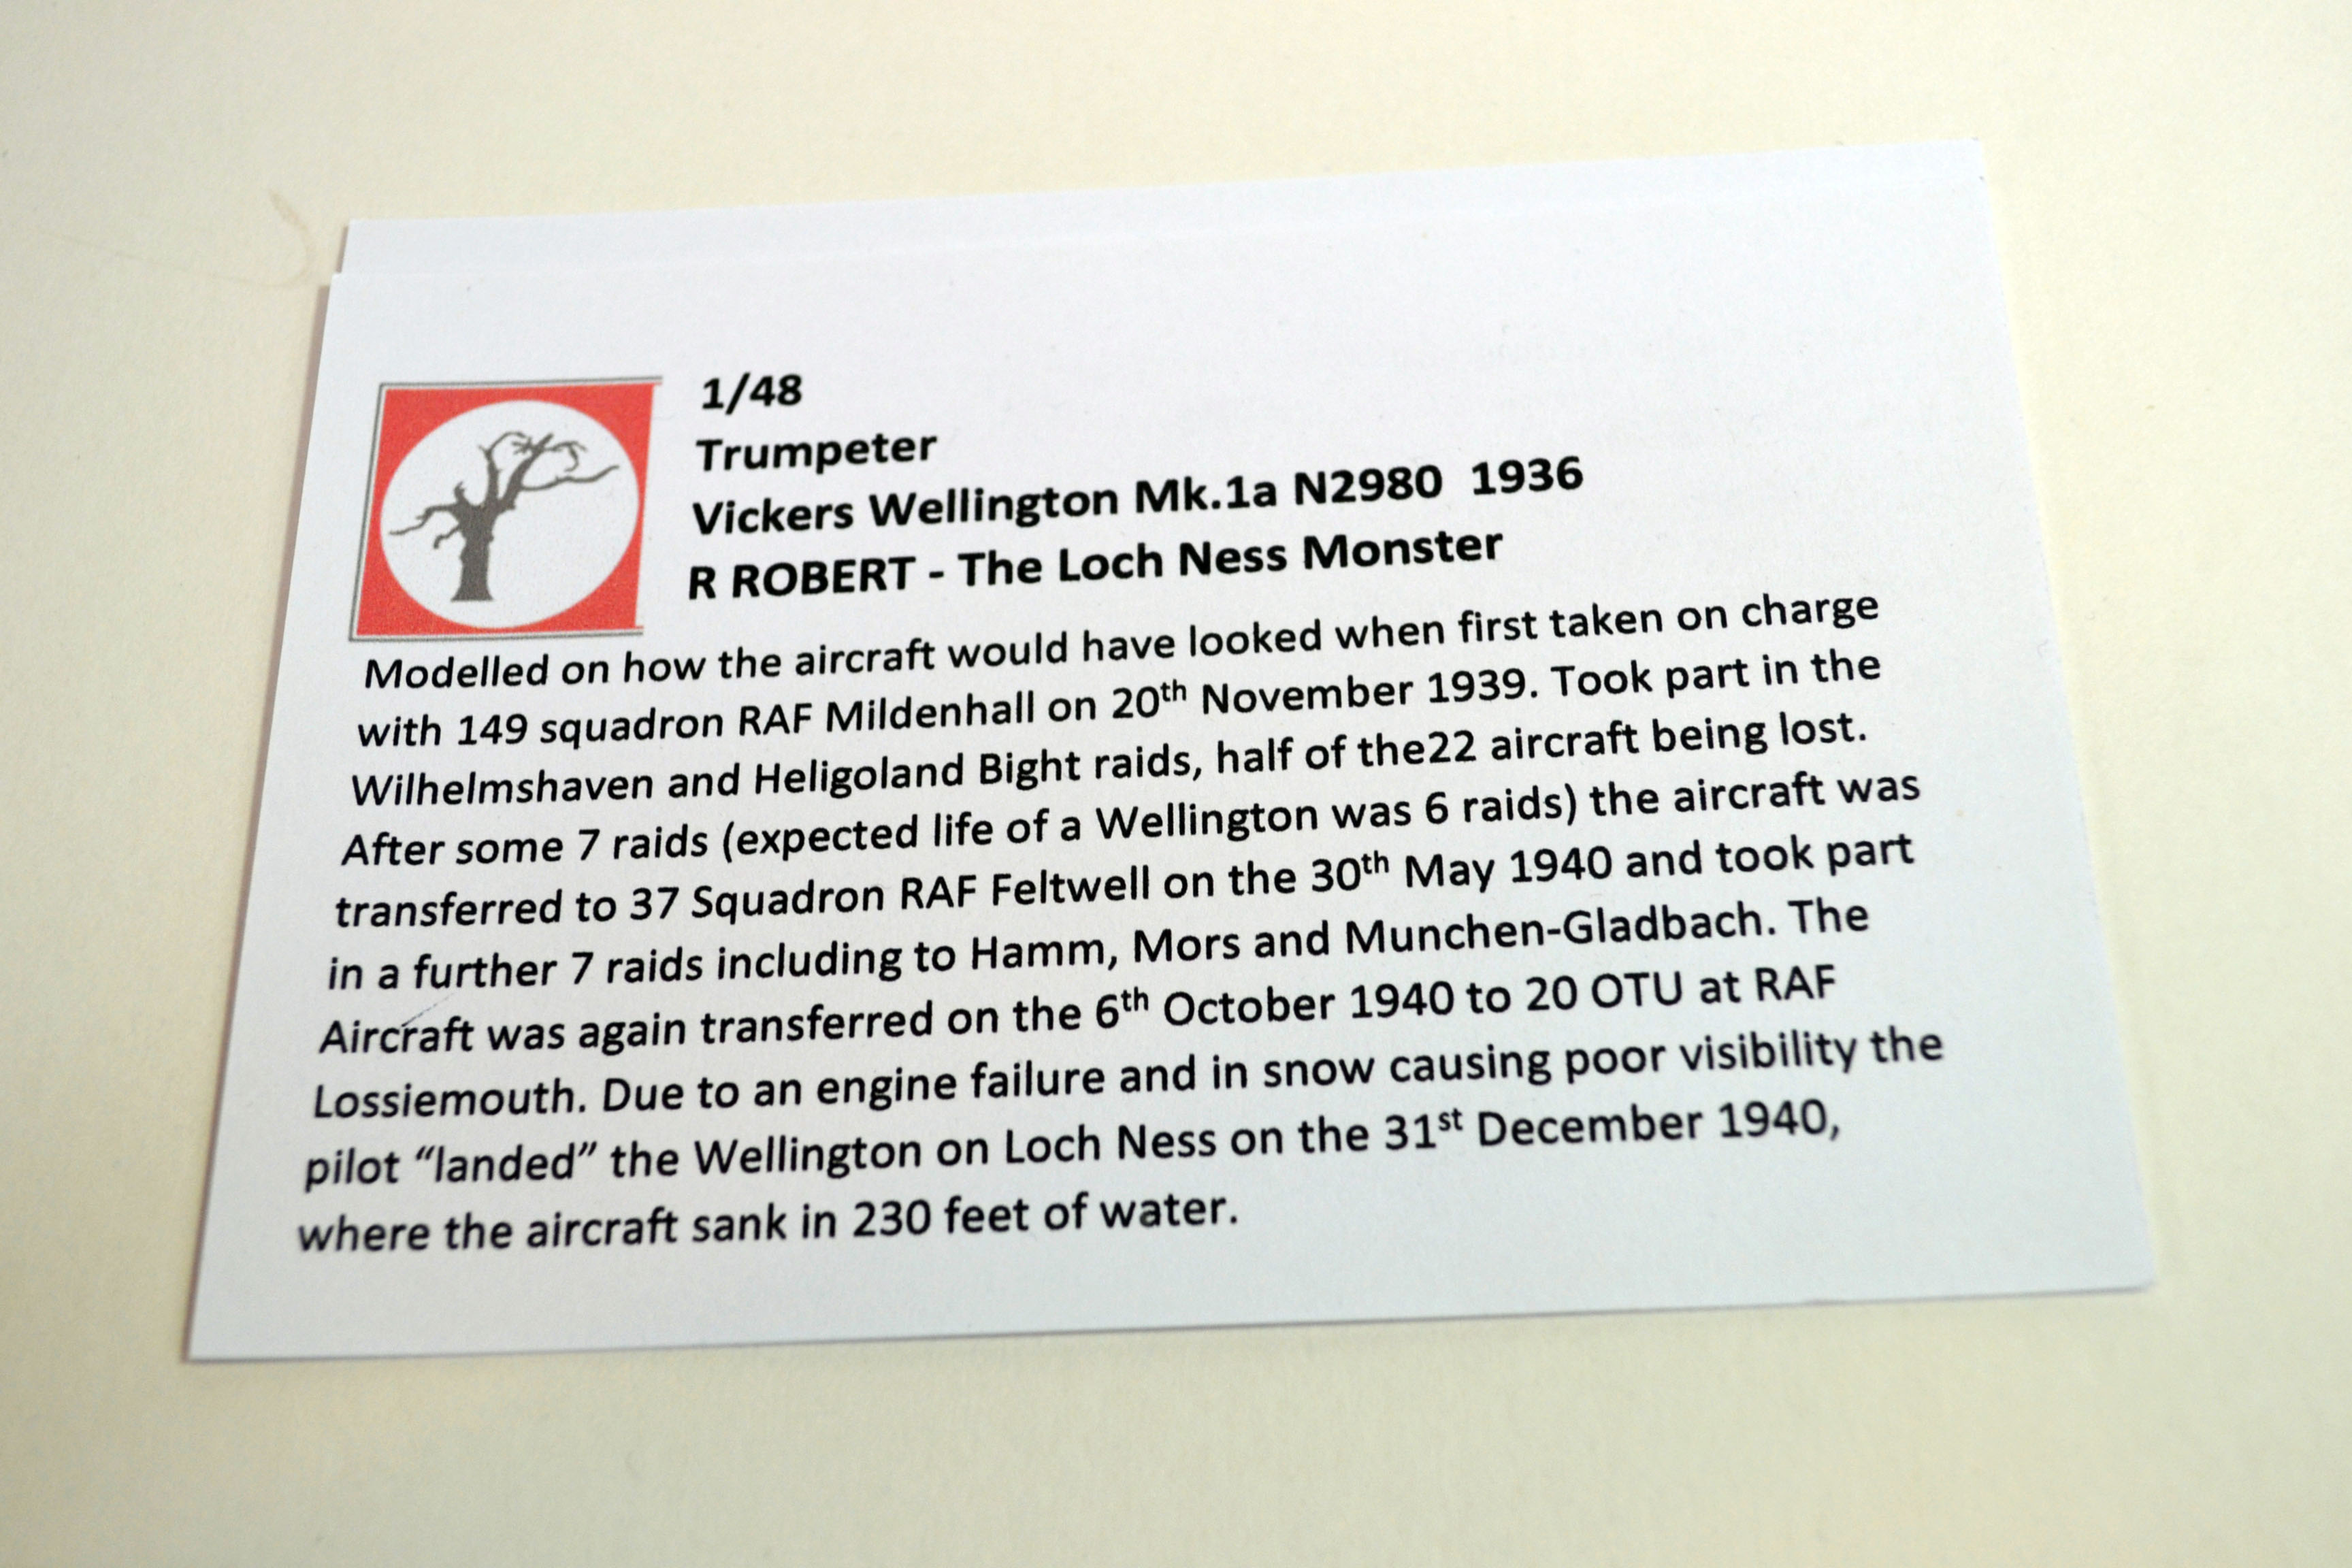 1/48
Trumpeter
Vickers Wellington Mk.1a N2980  1936
R ROBERT - The Loch Ness Monster
Modelled on how the aircraft would have looked when first taken on charge
with 149 squadron RAF Mildenhall on 20th November 1939. Took part in the
Wilhelmshaven and Heligoland Bight raids, half of the22 aircraft being lost.
After some 7 raids (expected life of a Wellington was 6 raids) the aircraft was
transferred to 37 Squadron RAF Feltwell on the 30th May 1940 and took part
in a further 7 raids including to Hamm, Mors and Munchen-Gladbach. The
Aircraft was again transferred on the 6th October 1940 to 20 OTU at RAF
Lossiemouth. Due to an engine failure and in snow causing poor visibility the
pilot “landed” the Wellington on Loch Ness on the 31st December 1940,
where the aircraft sank in 230 feet of water.